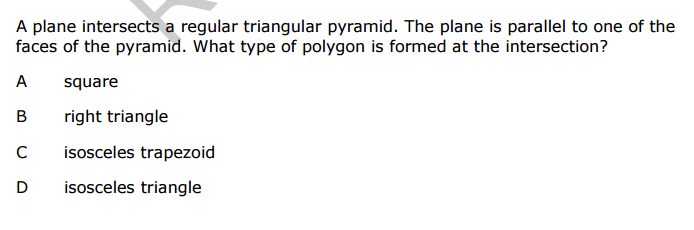 A plane intersects a regular triangular pyramid. The plane is parallel to one of the
faces of the pyramid. What type of polygon is formed at the intersection?
A square
B right triangle
C isosceles trapezoid
D isosceles triangle